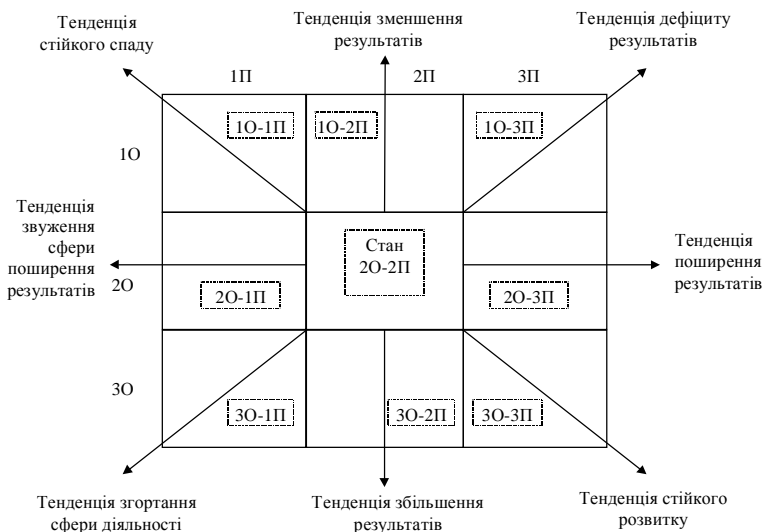 Тенденція
стійкого спаду
Тенденція зменшення
результатів
Тенденція дефіциту
результатів
1П
2П
3П
1О
1О-1П
1О-2П
1О-3П
Тенденція
звуження
сфери
поширення
результатів
2О
2О-1П
Стан
2О-2П
2О-3П
Тенденція
поширення
результатів
3О
3О-1П
3О-2П
3О-3П
Тенденція згортання
сфери діяльності
Тенденція збільшення
результатів
Тенденція стійкого
розвитку